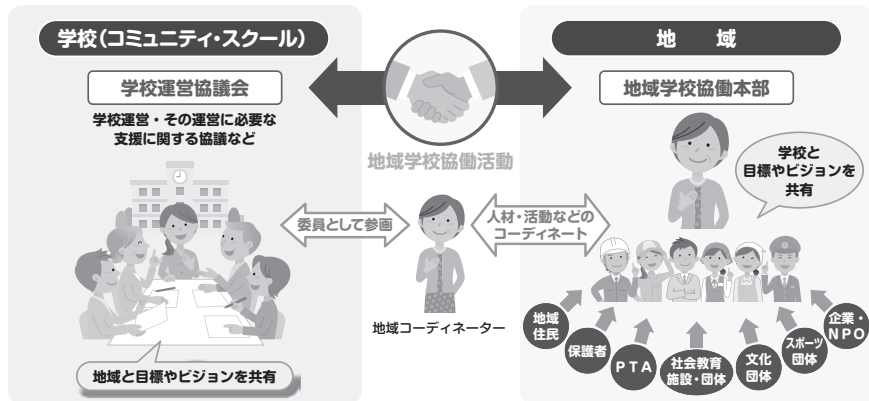 学校(コミュニティ・スクール)
学校運営協議会
学校運営・その運営に必要な
支援に関する協議など
地域と目標やビジョンを共有
地域学校協働活動
委員として参画
地域コーディネーター
人材・活動などの
コーディネート
地 域
地域学校協働本部
学校と
目標やビジョンを
共有
地域
住民
保護者
PTA
社会教育
施設・団体
文化
団体
スポーツ
団体
企業・
NPO